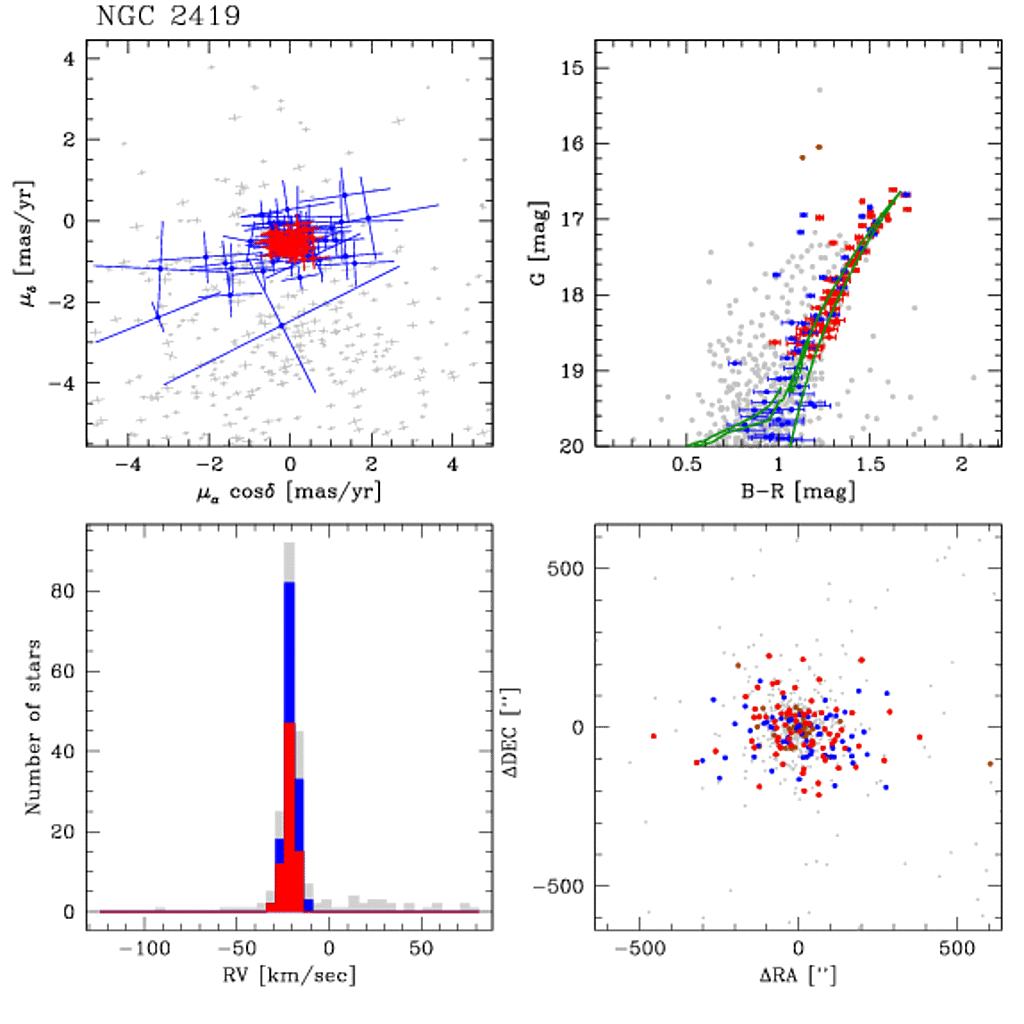 NGC 2419
4
2
0
−2
−4
μδ [mas/yr]
−4 −2 0 2 4
μα cosδ [mas/yr]
15
16
17
18
19
20
G [mag]
0.5 1 1.5 2
B−R [mag]
80
60
40
20
0
Number of stars
−100 −50 0 50
RV [km/sec]
500
0
−500
ΔDEC ["]
−500 0 500
ΔRA ["]